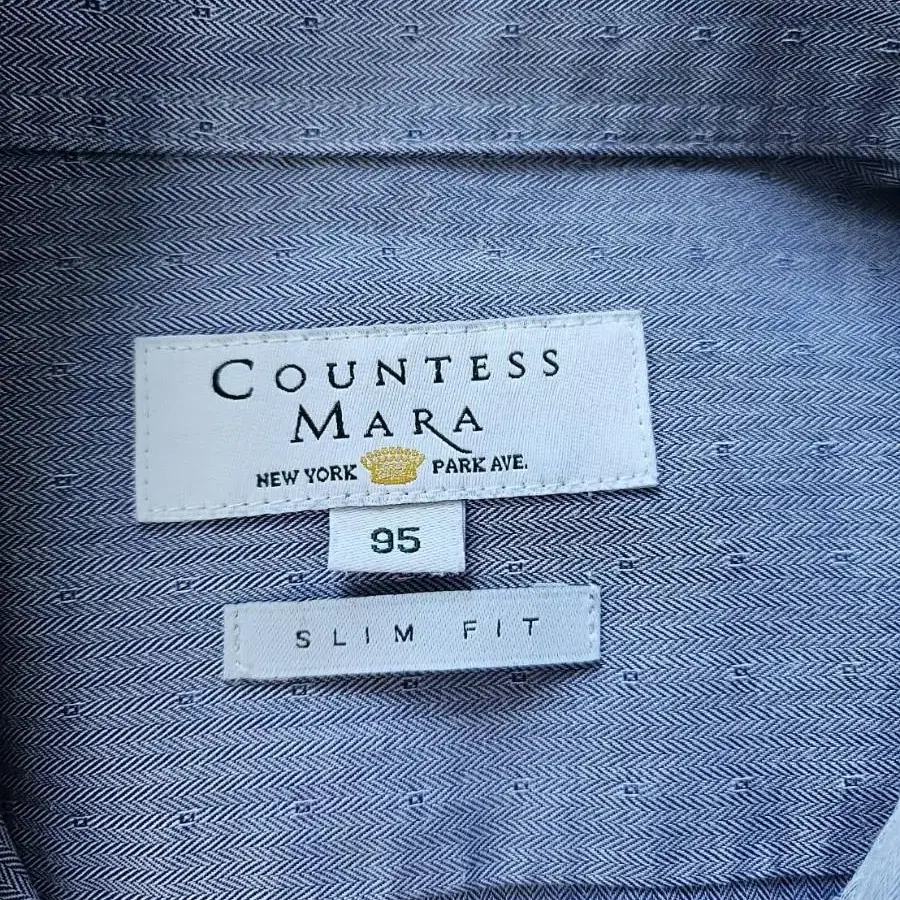 COUNTESS
MARA
NEW YORK PARK AVE.
95
SLIM FIT